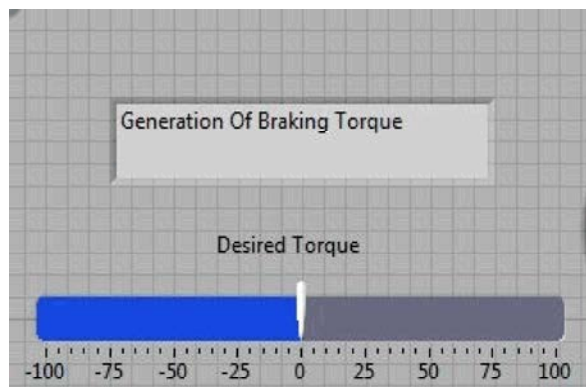 Generation Of Braking Torque
Desired Torque
-100 -75 -50 -25 0 25 50 75 100